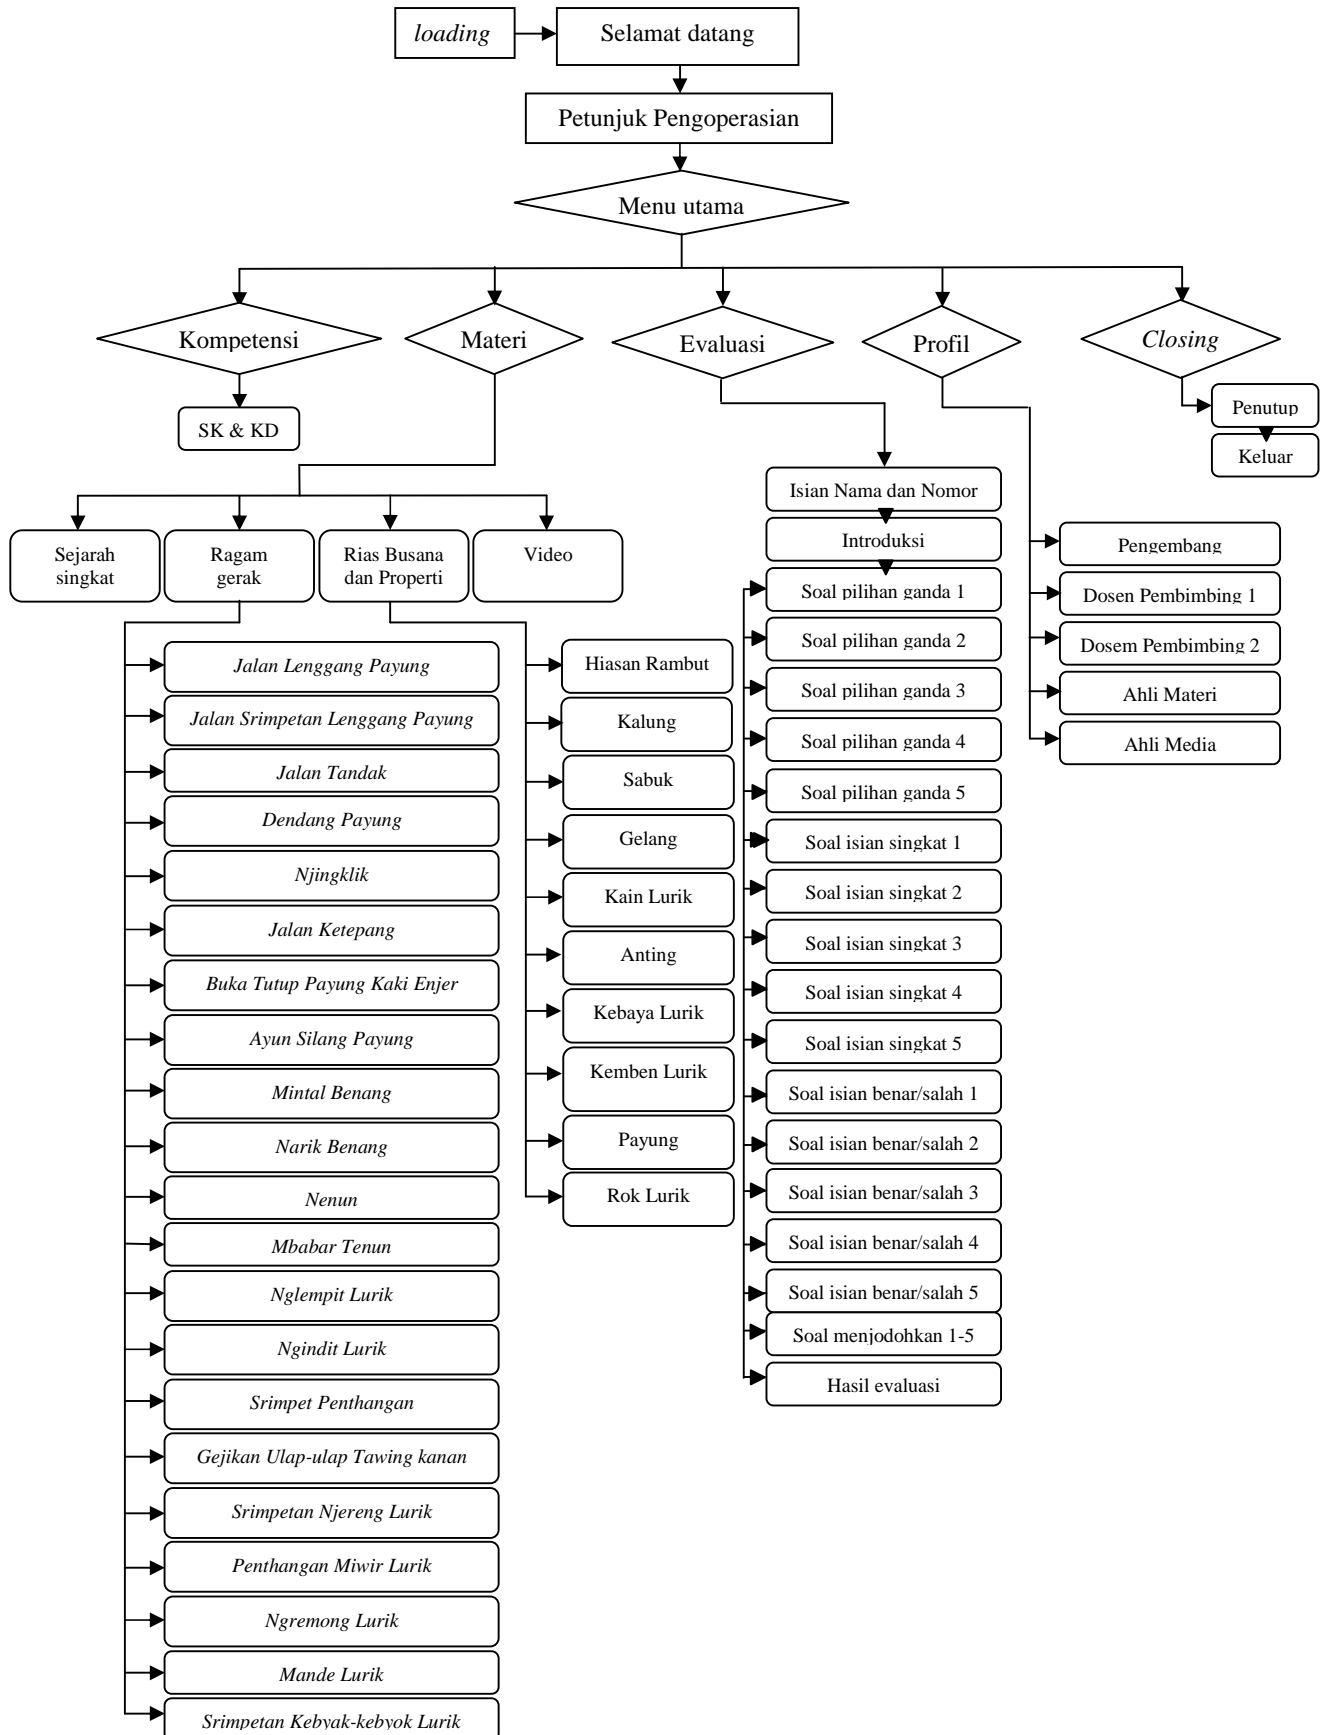 loading
Selamat datang
Petunjuk Pengoperasian
Menu utama
Kompetensi
Materi
Evaluasi
Profil
Closing
SK & KD
Penutup
Keluar
Sejarah
singkat
Ragam
gerak
Rias Busana
dan Properti
Video
Jalan Lenggang Payung
Jalan Srimpetan Lenggang Payung
Jalan Tandak
Dendang Payung
Njingklik
Jalan Ketepang
Buka Tutup Payung Kaki Enjer
Ayun Silang Payung
Mintal Benang
Narik Benang
Nenun
Mbabar Tenun
Nglempit Lurik
Ngindit Lurik
Srimpet Penthangan
Gejikan Ulap-ulap Tawing kanan
Srimpetan Njereng Lurik
Penthangan Miwir Lurik
Ngremong Lurik
Mande Lurik
Srimpetan Kebyak-kebyok Lurik
Hiasan Rambut
Kalung
Sabuk
Gelang
Kain Lurik
Anting
Kebaya Lurik
Kemben Lurik
Payung
Rok Lurik
Isian Nama dan Nomor
Introduksi
Soal pilihan ganda 1
Soal pilihan ganda 2
Soal pilihan ganda 3
Soal pilihan ganda 4
Soal pilihan ganda 5
Soal isian singkat 1
Soal isian singkat 2
Soal isian singkat 3
Soal isian singkat 4
Soal isian singkat 5
Soal isian benar/salah 1
Soal isian benar/salah 2
Soal isian benar/salah 3
Soal isian benar/salah 4
Soal isian benar/salah 5
Soal menjodohkan 1-5
Hasil evaluasi
Pengembang
Dosen Pembimbing 1
Dosem Pembimbing 2
Ahli Materi
Ahli Media